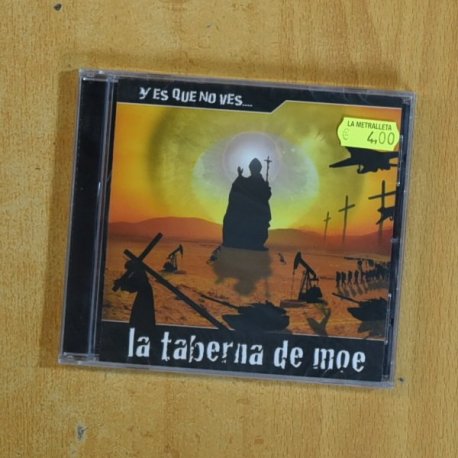 Y ES QUE NO VES....
LA METRALLETA
€ 4,00
la taberna de moe